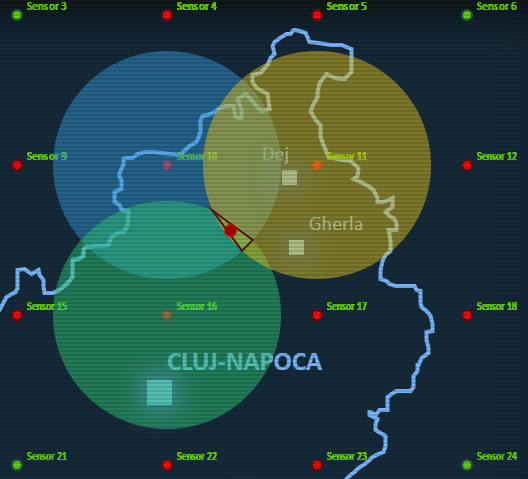 Sensor 3
Sensor 4
Sensor 5
Sensor 6
Sensor 9
Sensor 10
Dej
Sensor 11
Sensor 12
Gherla
Sensor 15
Sensor 16
Sensor 17
Sensor 18
CLUJ-NAPOCA
Sensor 21
Sensor 22
Sensor 23
Sensor 24